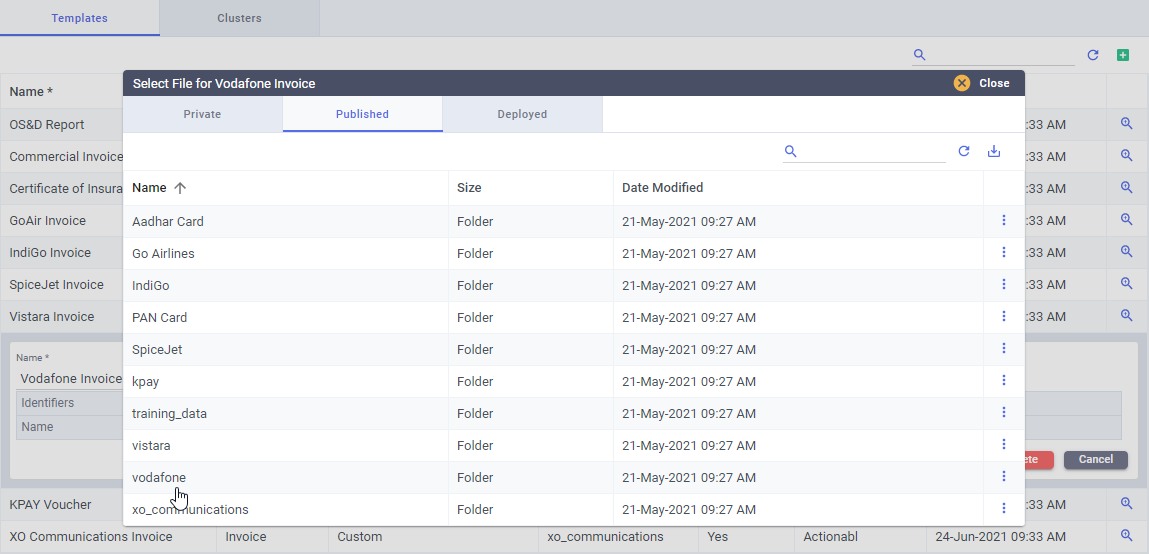 Templates Clusters
Select File for Vodafone Invoice Close
Name *
Private Published Deployed
OS&D Report :33 AM
Commercial Invoice :33 AM
Name Size Date Modified
Certificate of Insura :33 AM
Aadhar Card Folder 21-May-2021 09:27 AM
GoAir Invoice :33 AM
Go Airlines Folder 21-May-2021 09:27 AM
IndiGo Invoice :33 AM
IndiGo Folder 21-May-2021 09:27 AM
SpiceJet Invoice :33 AM
PAN Card Folder 21-May-2021 09:27 AM
Vistara Invoice :33 AM
SpiceJet Folder 21-May-2021 09:27 AM
Name *
Vodafone Invoice
kpay Folder 21-May-2021 09:27 AM
Identifiers
training_data Folder 21-May-2021 09:27 AM
Name
vistara Folder 21-May-2021 09:27 AM
ete Cancel
vodafone Folder 21-May-2021 09:27 AM
KPAY Voucher :33 AM
xo_communications Folder 21-May-2021 09:27 AM
XO Communications Invoice Invoice Custom xo_communications Yes Actionabl 24-Jun-2021 09:33 AM